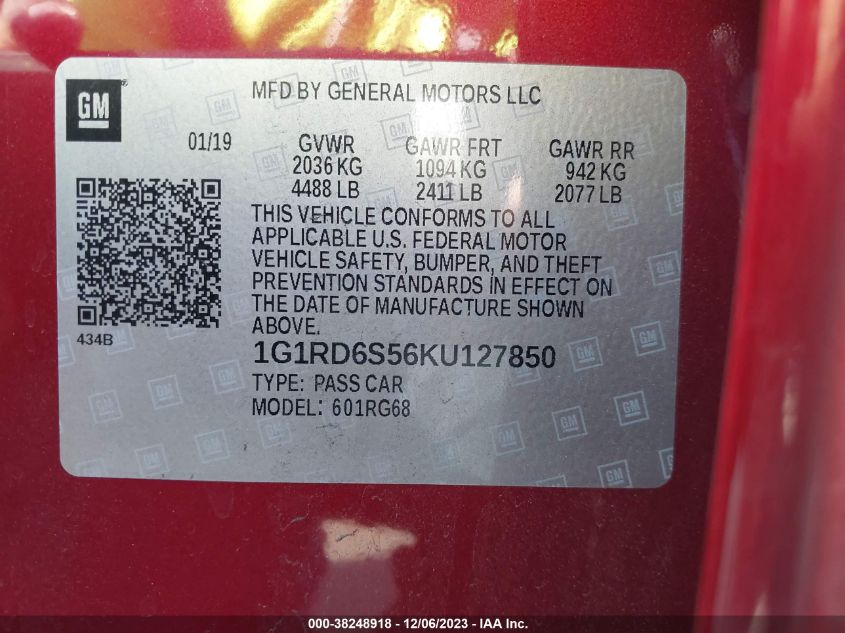 GM
MFD BY GENERAL MOTORS LLC
01/19 GVWR GAWR FRT GAWR RR
2036 KG 1094 KG 942 KG
4488 LB 2411 LB 2077 LB
THIS VEHICLE CONFORMS TO ALL
APPLICABLE U.S. FEDERAL MOTOR
VEHICLE SAFETY, BUMPER, AND THEFT
PREVENTION STANDARDS IN EFFECT ON
THE DATE OF MANUFACTURE SHOWN
ABOVE.
434B
1G1RD6S56KU127850
TYPE: PASS CAR
MODEL: 601RG68
000-38248918 - 12/06/2023 - IAA Inc.